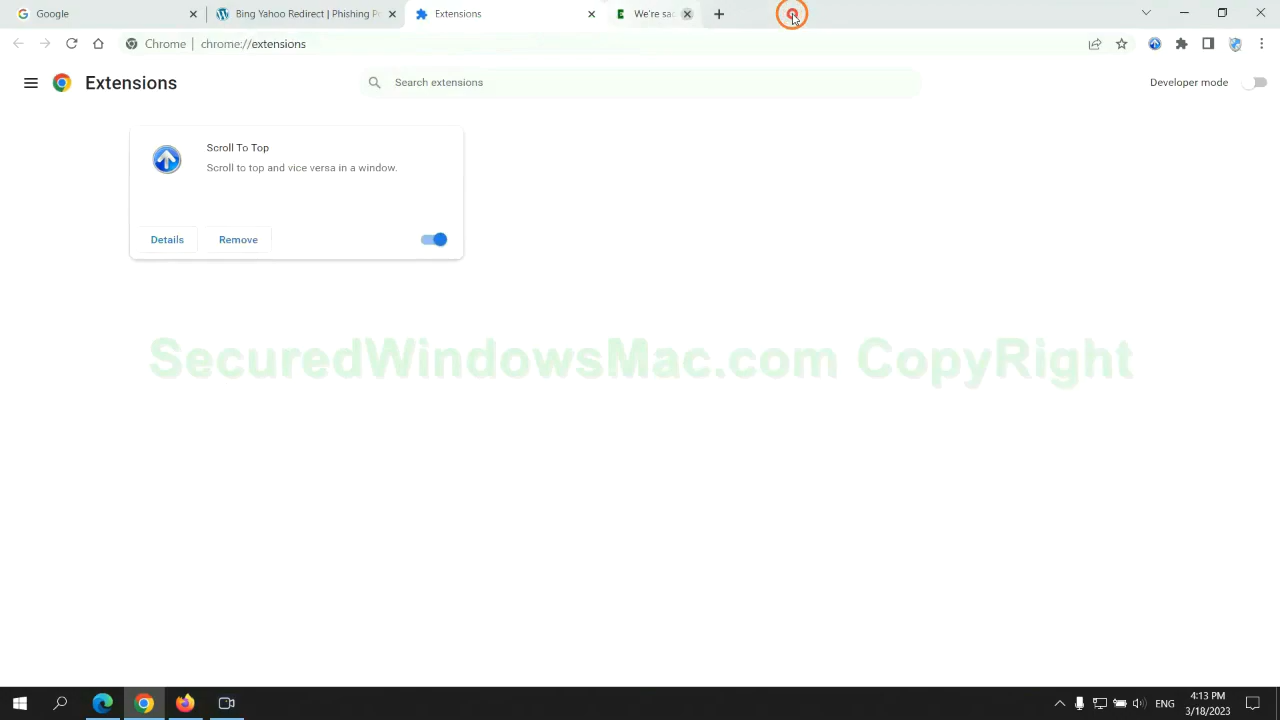 Google
Bing Yahoo Redirect | Phishing P
Extensions
We're sa
Chrome | chrome://extensions
Extensions
Search extensions
Developer mode
Scroll To Top
Scroll to top and vice versa in a window.
Details
Remove
SecuredWindowsMac.com CopyRight
ENG
4:13 PM
3/18/2023